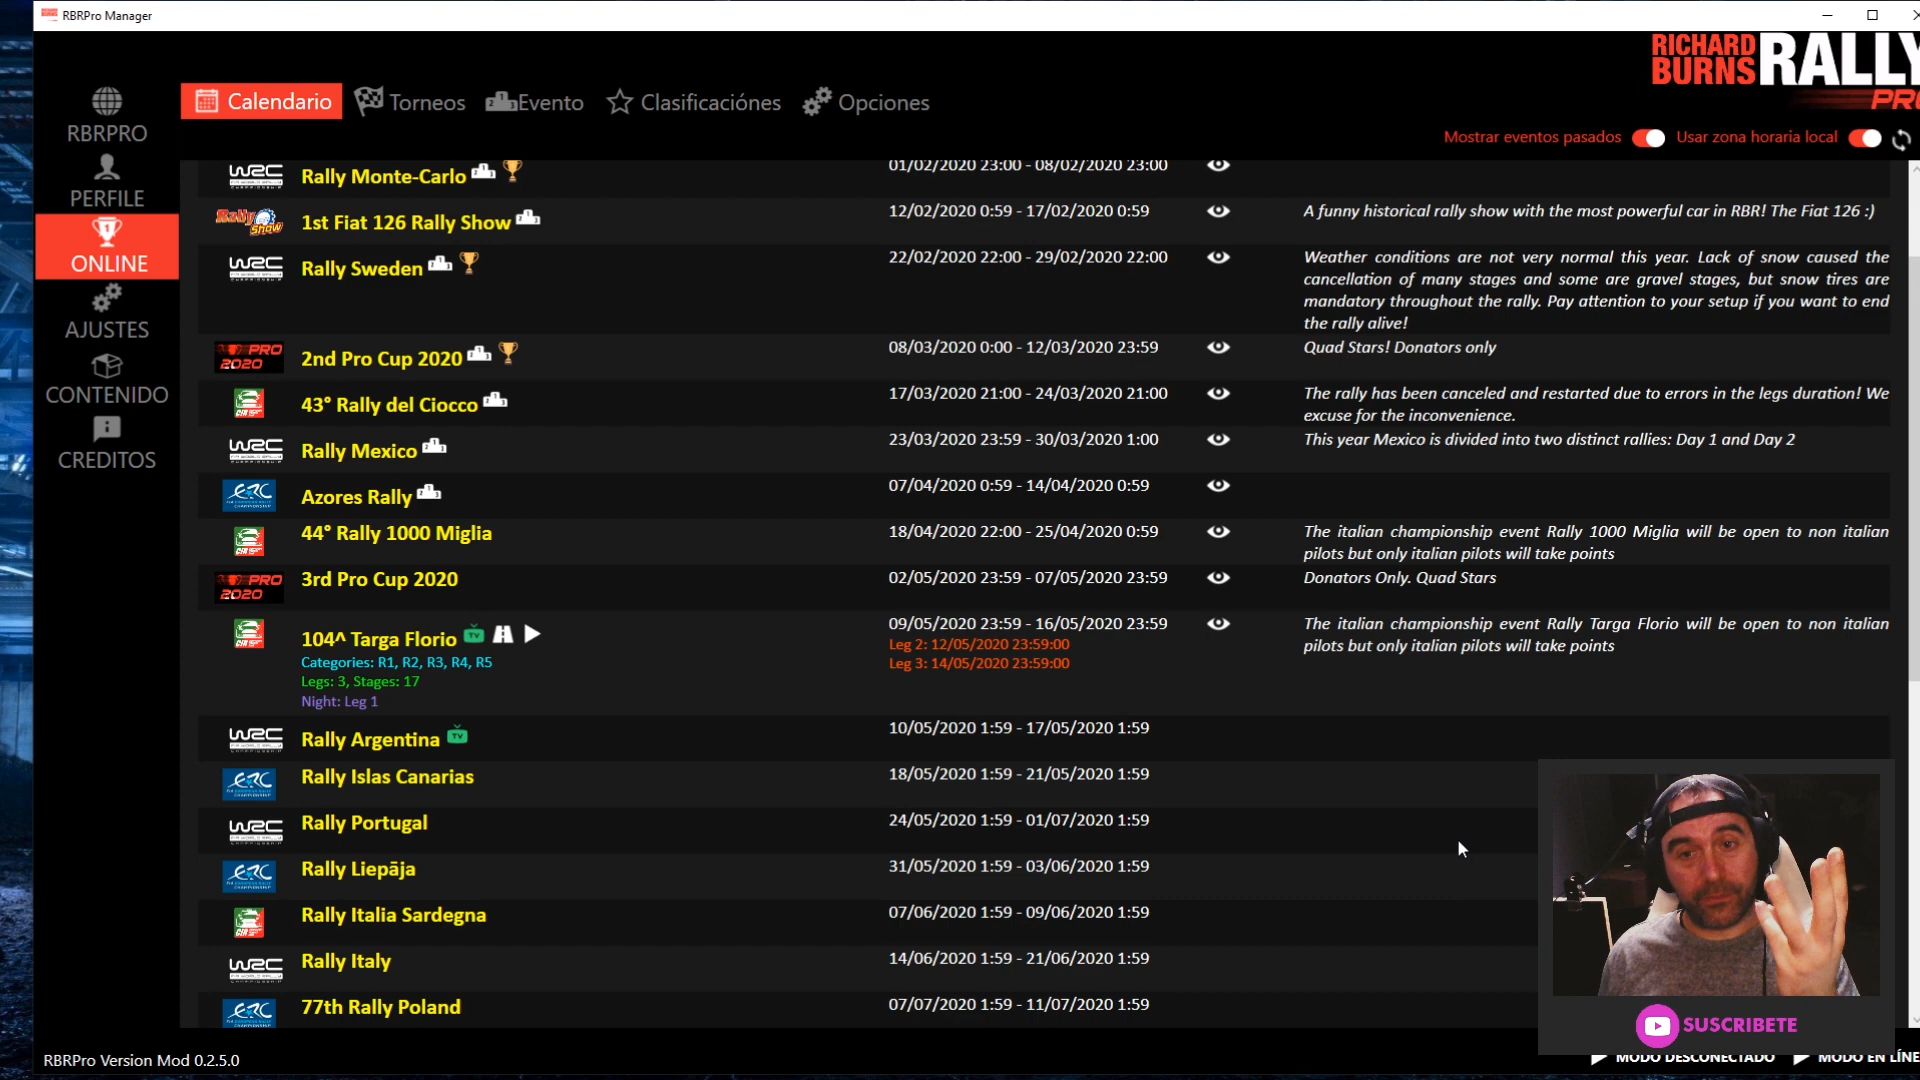 RBRPro Manager
RICHARD BURNS RALLY
PRO
RBRPRO
PERFILE
ONLINE
AJUSTES
CONTENIDO
CREDITOS
Calendario Torneos Evento Clasificaciónes Opciones
Mostrar eventos pasados Usar zona horaria local
WRC Rally Monte-Carlo 01/02/2020 23:00 - 08/02/2020 23:00
Rally Show 1st Fiat 126 Rally Show 12/02/2020 0:59 - 17/02/2020 0:59 A funny historical rally show with the most powerful car in RBR! The Fiat 126 :)
WRC Rally Sweden 22/02/2020 22:00 - 29/02/2020 22:00 Weather conditions are not very normal this year. Lack of snow caused the
cancellation of many stages and some are gravel stages, but snow tires are
mandatory throughout the rally. Pay attention to your setup if you want to end
the rally alive!
PRO 2020 2nd Pro Cup 2020 08/03/2020 0:00 - 12/03/2020 23:59 Quad Stars! Donators only
43° Rally del Ciocco 17/03/2020 21:00 - 24/03/2020 21:00 The rally has been canceled and restarted due to errors in the legs duration! We
excuse for the inconvenience.
WRC Rally Mexico 23/03/2020 23:59 - 30/03/2020 1:00 This year Mexico is divided into two distinct rallies: Day 1 and Day 2
ERC Azores Rally 07/04/2020 0:59 - 14/04/2020 0:59
44° Rally 1000 Miglia 18/04/2020 22:00 - 25/04/2020 0:59 The italian championship event Rally 1000 Miglia will be open to non italian
pilots but only italian pilots will take points
PRO 2020 3rd Pro Cup 2020 02/05/2020 23:59 - 07/05/2020 23:59 Donators Only. Quad Stars
104^ Targa Florio TV 09/05/2020 23:59 - 16/05/2020 23:59 The italian championship event Rally Targa Florio will be open to non italian
pilots but only italian pilots will take points
Categories: R1, R2, R3, R4, R5 Leg 2: 12/05/2020 23:59:00
Legs: 3, Stages: 17 Leg 3: 14/05/2020 23:59:00
Night: Leg 1
WRC Rally Argentina TV 10/05/2020 1:59 - 17/05/2020 1:59
ERC Rally Islas Canarias 18/05/2020 1:59 - 21/05/2020 1:59
WRC Rally Portugal 24/05/2020 1:59 - 01/07/2020 1:59
ERC Rally Liepāja 31/05/2020 1:59 - 03/06/2020 1:59
Rally Italia Sardegna 07/06/2020 1:59 - 09/06/2020 1:59
WRC Rally Italy 14/06/2020 1:59 - 21/06/2020 1:59
ERC 77th Rally Poland 07/07/2020 1:59 - 11/07/2020 1:59
SUSCRIBETE
RBRPro Version Mod 0.2.5.0
MODO DESCONECTADO MODO EN LÍNE